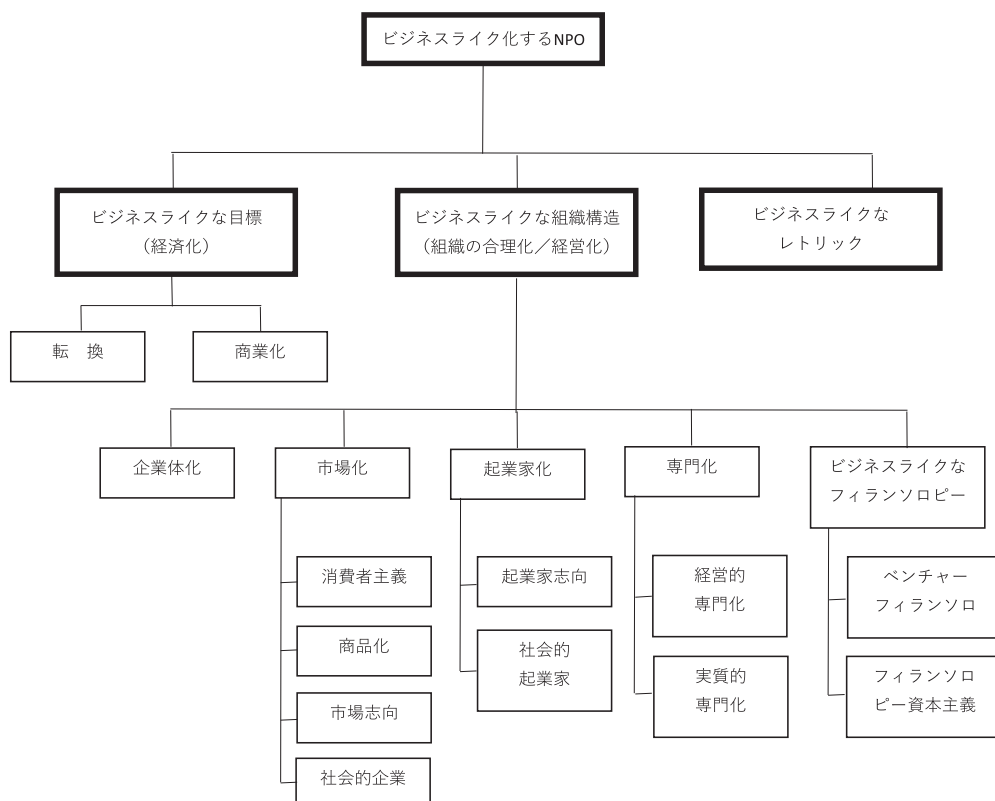 ビジネスライク化するNPO
ビジネスライクな目標
（経済化）
ビジネスライクな組織構造
（組織の合理化／経営化）
ビジネスライクな
レトリック
転　換
商業化
企業体化
市場化
起業家化
専門化
ビジネスライクな
フィランソロピー
消費者主義
商品化
市場志向
社会的企業
起業家志向
社会的
起業家
経営的
専門化
実質的
専門化
ベンチャー
フィランソロ
フィランソロ
ピー資本主義